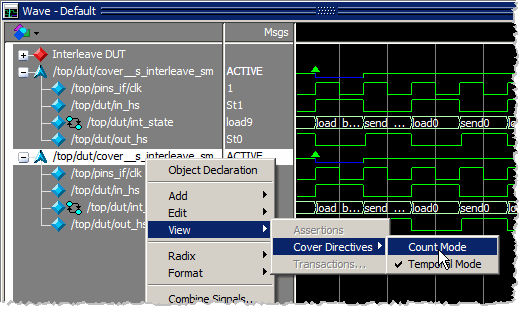 Wave - Default
Msgs
Interleave DUT
/top/dut/cover__s_interleave_sm ACTIVE
/top/pins_if/clk 1
/top/dut/in_hs St1
/top/dut/int_state load9 load b... send ... load0 send0 load
/top/dut/out_hs St0
/top/dut/cover__s_interleave_sm ACTIVE
/top/pins_if/clk
/top/dut/in_hs
/top/dut/int_ load b... send ... load0 send0 load
/top/dut/out_h
Object Declaration
Add
Edit
View
Radix
Format
Combine Signals...
Assertions
Cover Directives
Transactions...
Count Mode
Temporal Mode